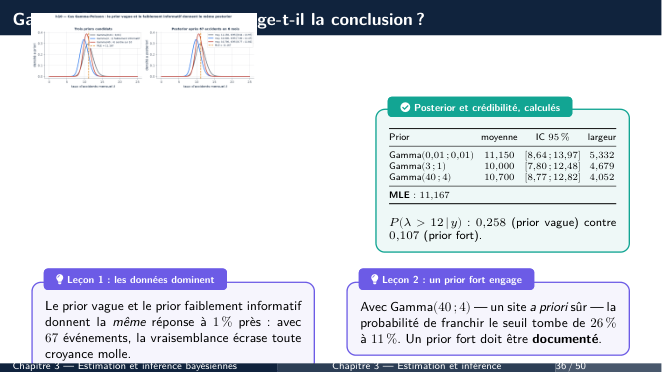 Ga
ge-t-il la conclusion ?
Posterior et crédibilité, calculés
Prior moyenne IC 95 % largeur
Gamma(0,01 ; 0,01) 11,150 [8,64 ; 13,97] 5,332
Gamma(3 ; 1) 10,000 [7,80 ; 12,48] 4,679
Gamma(40 ; 4) 10,700 [8,77 ; 12,82] 4,052
MLE : 11,167
P(λ > 12 | y) : 0,258 (prior vague) contre
0,107 (prior fort).
Leçon 1 : les données dominent
Le prior vague et le prior faiblement informatif
donnent la même réponse à 1 % près : avec
67 événements, la vraisemblance écrase toute
croyance molle.
Leçon 2 : un prior fort engage
Avec Gamma(40 ; 4) — un site a priori sûr — la
probabilité de franchir le seuil tombe de 26 %
à 11 %. Un prior fort doit être documenté.
Chapitre 3 — Estimation et inférence bayésiennes
Chapitre 3 — Estimation et inférence
36 / 50